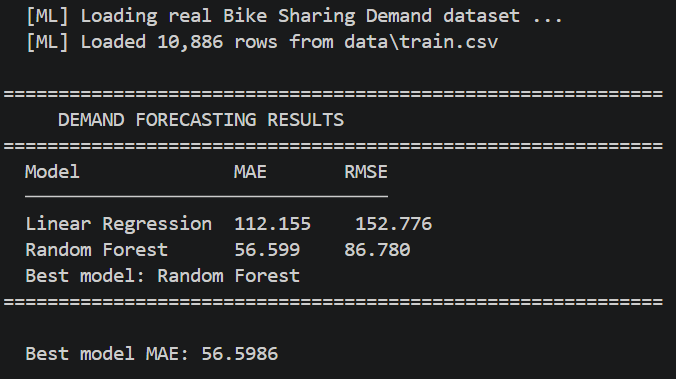 [ML] Loading real Bike Sharing Demand dataset ...
[ML] Loaded 10,886 rows from data\train.csv
============================================================
DEMAND FORECASTING RESULTS
============================================================
Model MAE RMSE
─────────────────────────────────
Linear Regression 112.155 152.776
Random Forest 56.599 86.780
Best model: Random Forest
============================================================
Best model MAE: 56.5986